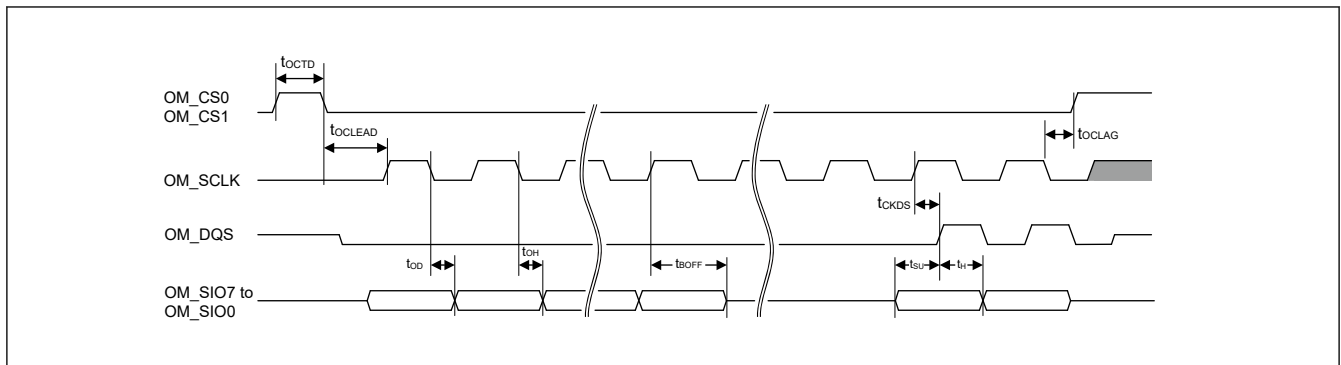 tOCTD
OM_CS0
OM_CS1
tOCLEAD
tOCLAG
OM_SCLK
tCKDS
OM_DQS
tOD
tOH
tBOFF
tSU
tH
OM_SIO7 to
OM_SIO0